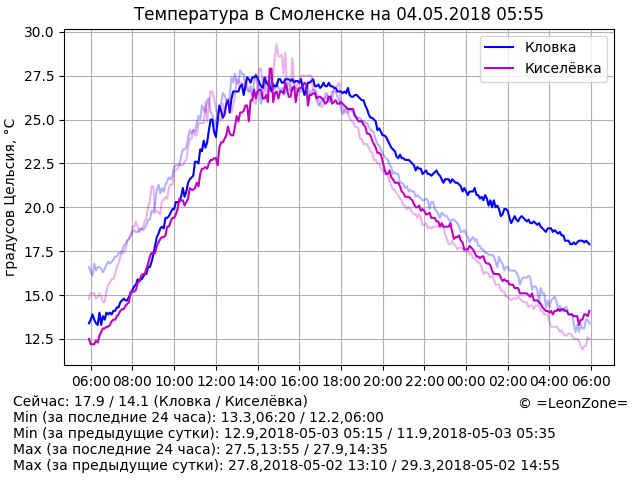 Температура в Смоленске на 04.05.2018 05:55
градусов Цельсия, °C
30.0
27.5
25.0
22.5
20.0
17.5
15.0
12.5
Кловка
Киселёвка
06:00 08:00 10:00 12:00 14:00 16:00 18:00 20:00 22:00 00:00 02:00 04:00 06:00
Сейчас: 17.9 / 14.1 (Кловка / Киселёвка)
© =LeonZone=
Min (за последние 24 часа): 13.3,06:20 / 12.2,06:00
Min (за предыдущие сутки): 12.9,2018-05-03 05:15 / 11.9,2018-05-03 05:35
Max (за последние 24 часа): 27.5,13:55 / 27.9,14:35
Max (за предыдущие сутки): 27.8,2018-05-02 13:10 / 29.3,2018-05-02 14:55